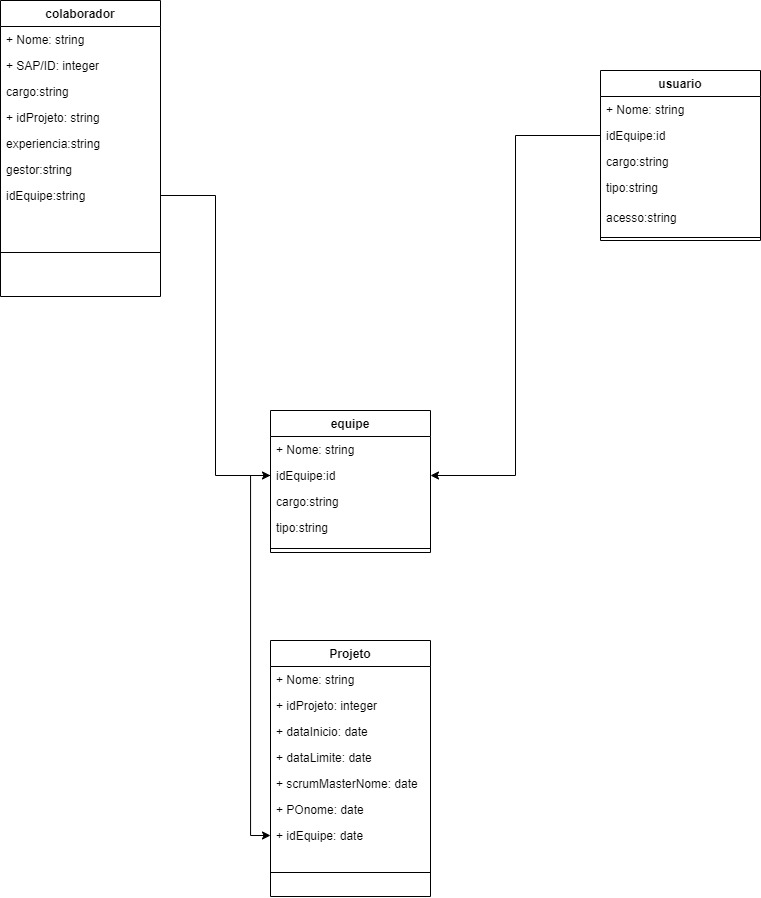 colaborador
+ Nome: string
+ SAP/ID: integer
cargo:string
+ idProjeto: string
experiencia:string
gestor:string
idEquipe:string
usuario
+ Nome: string
idEquipe:id
cargo:string
tipo:string
acesso:string
equipe
+ Nome: string
idEquipe:id
cargo:string
tipo:string
Projeto
+ Nome: string
+ idProjeto: integer
+ dataInicio: date
+ dataLimite: date
+ scrumMasterNome: date
+ POnome: date
+ idEquipe: date